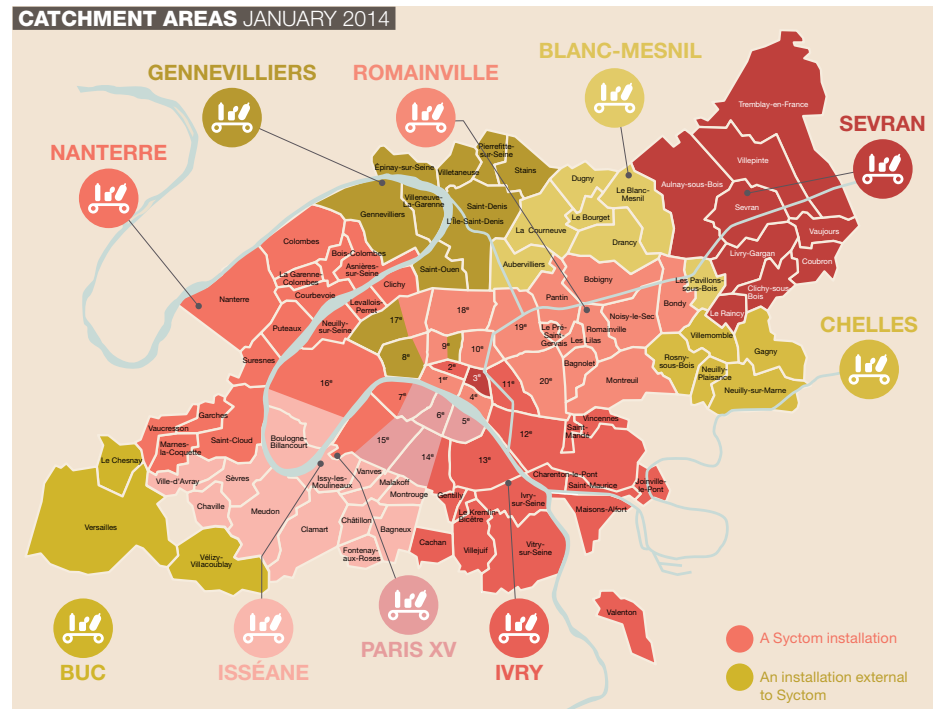 CATCHMENT AREAS JANUARY 2014
BLANC-MESNIL
GENNEVILLIERS
ROMAINVILLE
SEVRAN
NANTERRE
CHELLES
Tremblay-en-France
Villepinte
Aulnay-sous-Bois
Sevran
Vaujours
Livry-Gargan
Coubron
Clichy-sous
Bois
Le Raincy
Pierrefitte-
sur-Seine
Épinay-sur-Seine
Villetaneuse
Stains
Dugny
Le Blanc-
Mesnil
Villeneuve-
La-Garenne
Gennevilliers
Saint-Denis
L'Île-Saint-Denis
La Courneuve
Le Bourget
Drancy
Colombes
Bois-Colombes
Asnières-
sur-Seine
Saint-Ouen
Aubervilliers
La Garenne-
Colombes
Clichy
Bobigny
Les Pavillons-
sous-Bois
Nanterre
Courbevoie
Levallois-
Perret
Pantin
Bondy
Puteaux
Neuilly-
sur-Seine
17e
18e
19e
Le Pré-
Saint-
Gervais
Romainville
Noisy-le-Sec
Les Lilas
Villemomble
Gagny
Suresnes
8e
9e
10e
2e
1er
3e
4e
11e
20e
Bagnolet
Montreuil
Rosny-
sous-Bois
Neuilly-
Plaisance
Neuilly-sur-Marne
16e
7e
6e
5e
Garches
Vaucresson
Marnes-
la-Coquette
Saint-Cloud
Boulogne-
Billancourt
15e
14e
13e
12e
Vincennes
Saint-
Mandé
Le Chesnay
Ville-d'Avray
Sèvres
Issy-les-
Moulineaux
Vanves
Malakoff
Montrouge
Gentilly
Charenton-le-Pont
Saint-Maurice
Joinville-
le-Pont
Chaville
Meudon
Ivry-
sur-Seine
Le Kremlin-
Bicêtre
Maisons-Alfort
Versailles
Clamart
Châtillon
Bagneux
Cachan
Villejuif
Vitry-
sur-Seine
Vélizy-
Villacoublay
Fontenay-
aux-Roses
Valenton
BUC
ISSÉANE
PARIS XV
IVRY
A Syctom installation
An installation external
to Syctom